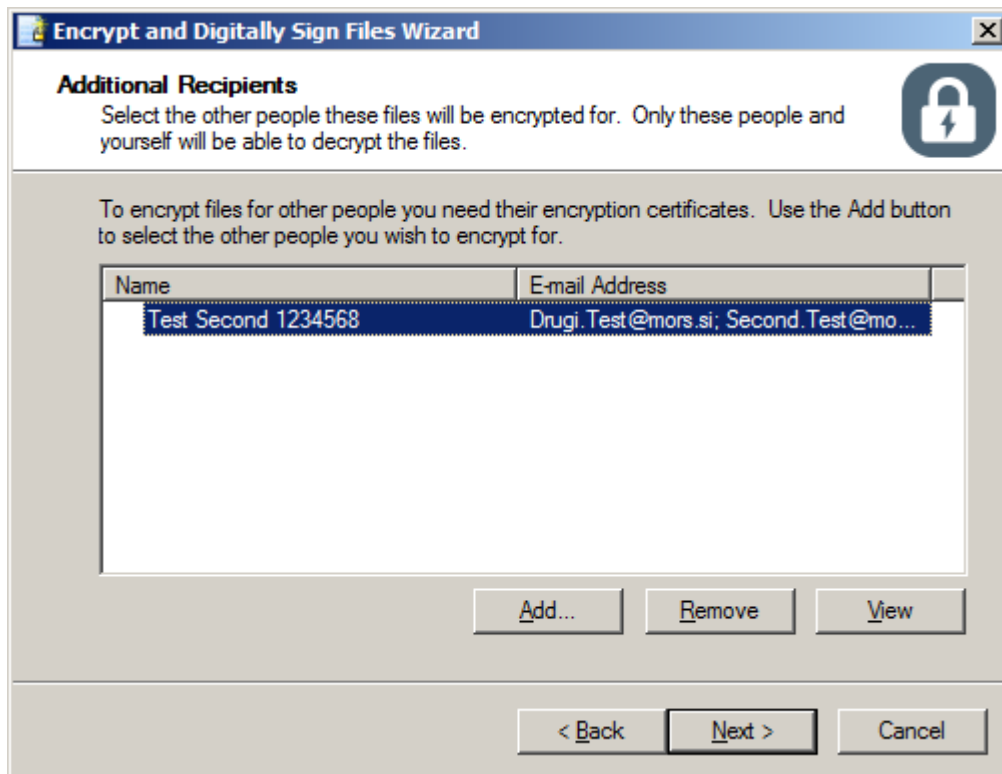 Encrypt and Digitally Sign Files Wizard
Additional Recipients
Select the other people these files will be encrypted for.  Only these people and
yourself will be able to decrypt the files.
To encrypt files for other people you need their encryption certificates.  Use the Add button
to select the other people you wish to encrypt for.
Name E-mail Address
Test Second 1234568 Drugi.Test@mors.si; Second.Test@mo...
Add... Remove View
< Back Next > Cancel